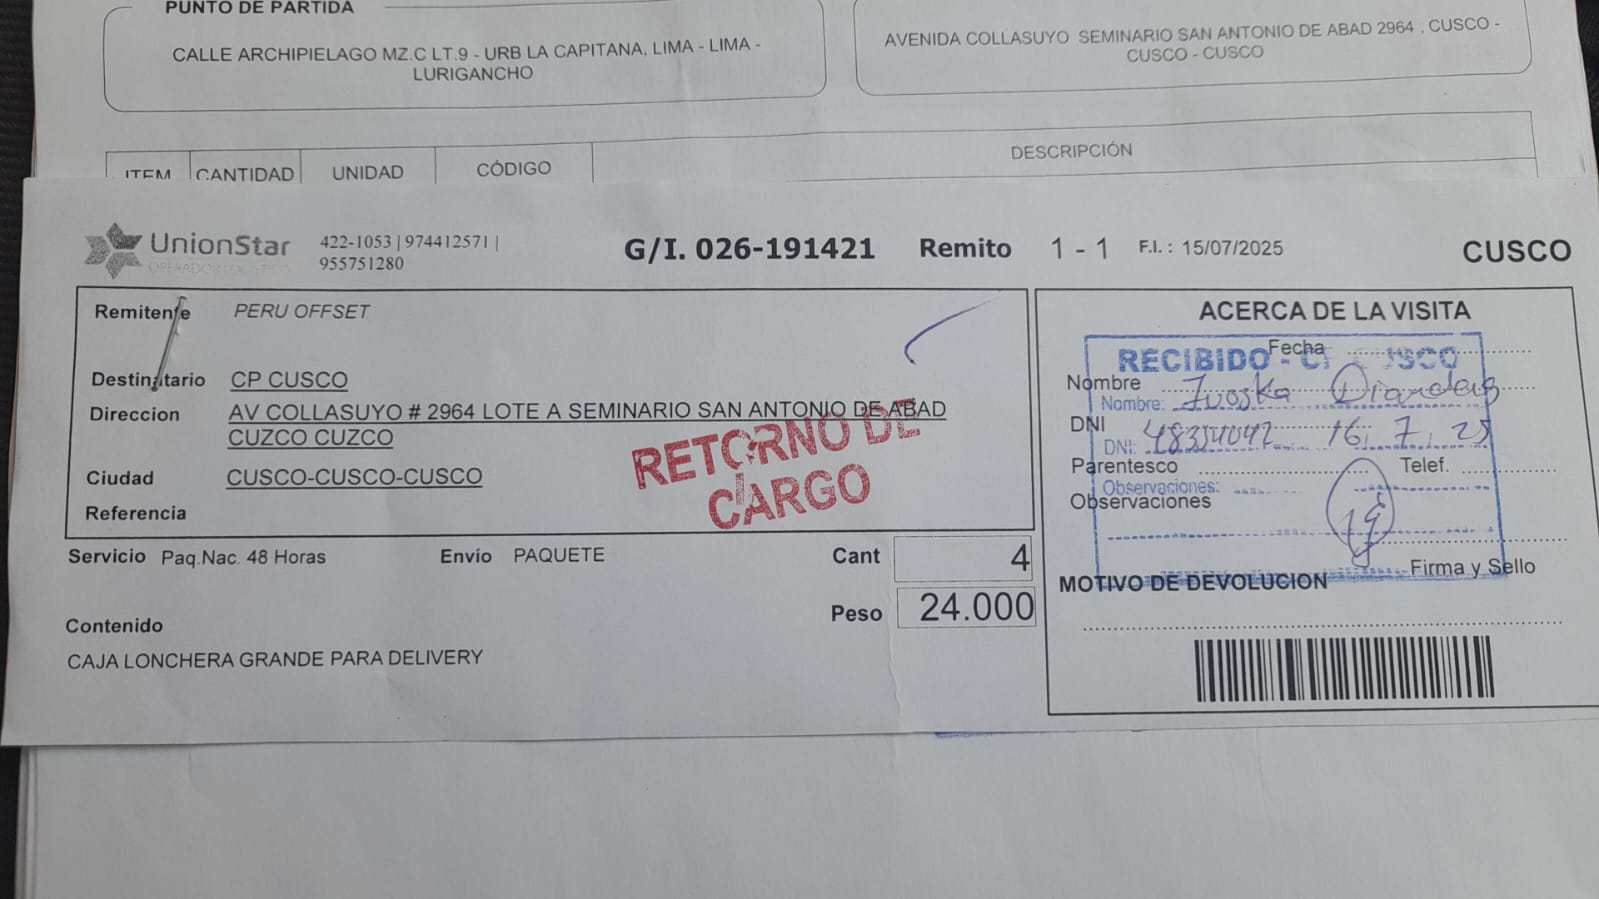 PUNTO DE PARTIDA
CALLE ARCHIPIELAGO MZ.C LT.9 - URB LA CAPITANA, LIMA - LIMA -
LURIGANCHO
AVENIDA COLLASUYO SEMINARIO SAN ANTONIO DE ABAD 2964 , CUSCO -
CUSCO - CUSCO
ITEM CANTIDAD UNIDAD CÓDIGO DESCRIPCIÓN
UnionStar
OPERADOR LOGISTICO
422-1053 | 974412571 |
955751280
G/I. 026-191421 Remito 1 - 1 F.I. : 15/07/2025 CUSCO
Remitente PERU OFFSET
Destinatario CP CUSCO
Direccion AV COLLASUYO # 2964 LOTE A SEMINARIO SAN ANTONIO DE ABAD
CUZCO CUZCO
Ciudad CUSCO-CUSCO-CUSCO
Referencia
RETORNO DE
CARGO
Servicio Paq.Nac. 48 Horas Envío PAQUETE Cant 4
Peso 24.000
Contenido
CAJA LONCHERA GRANDE PARA DELIVERY
ACERCA DE LA VISITA
Fecha
RECIBIDO
Nombre
Nombre:
DNI
DNI: 48354042 16. 7. 25
Parentesco Telef.
Observaciones:
Observaciones
Firma y Sello
MOTIVO DE DEVOLUCION